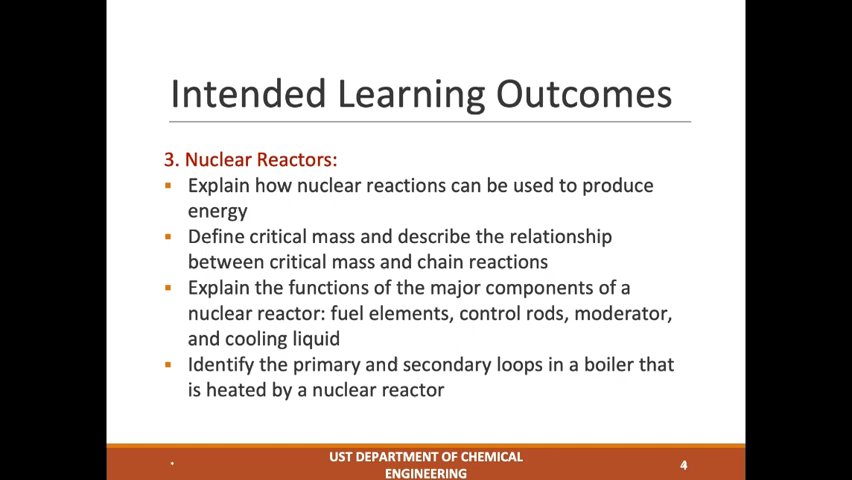 Intended Learning Outcomes
3. Nuclear Reactors:
▪ Explain how nuclear reactions can be used to produce
energy
▪ Define critical mass and describe the relationship
between critical mass and chain reactions
▪ Explain the functions of the major components of a
nuclear reactor: fuel elements, control rods, moderator,
and cooling liquid
▪ Identify the primary and secondary loops in a boiler that
is heated by a nuclear reactor
UST DEPARTMENT OF CHEMICAL
ENGINEERING
4